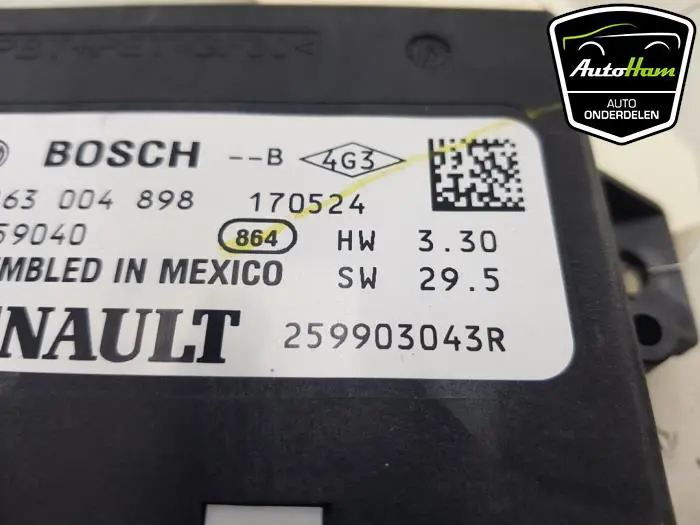 AutoHam
AUTO
ONDERDELEN
BOSCH --B 4G3
63 004 898 170524
59040 864 HW 3.30
MBLED IN MEXICO SW 29.5
NAULT 259903043R